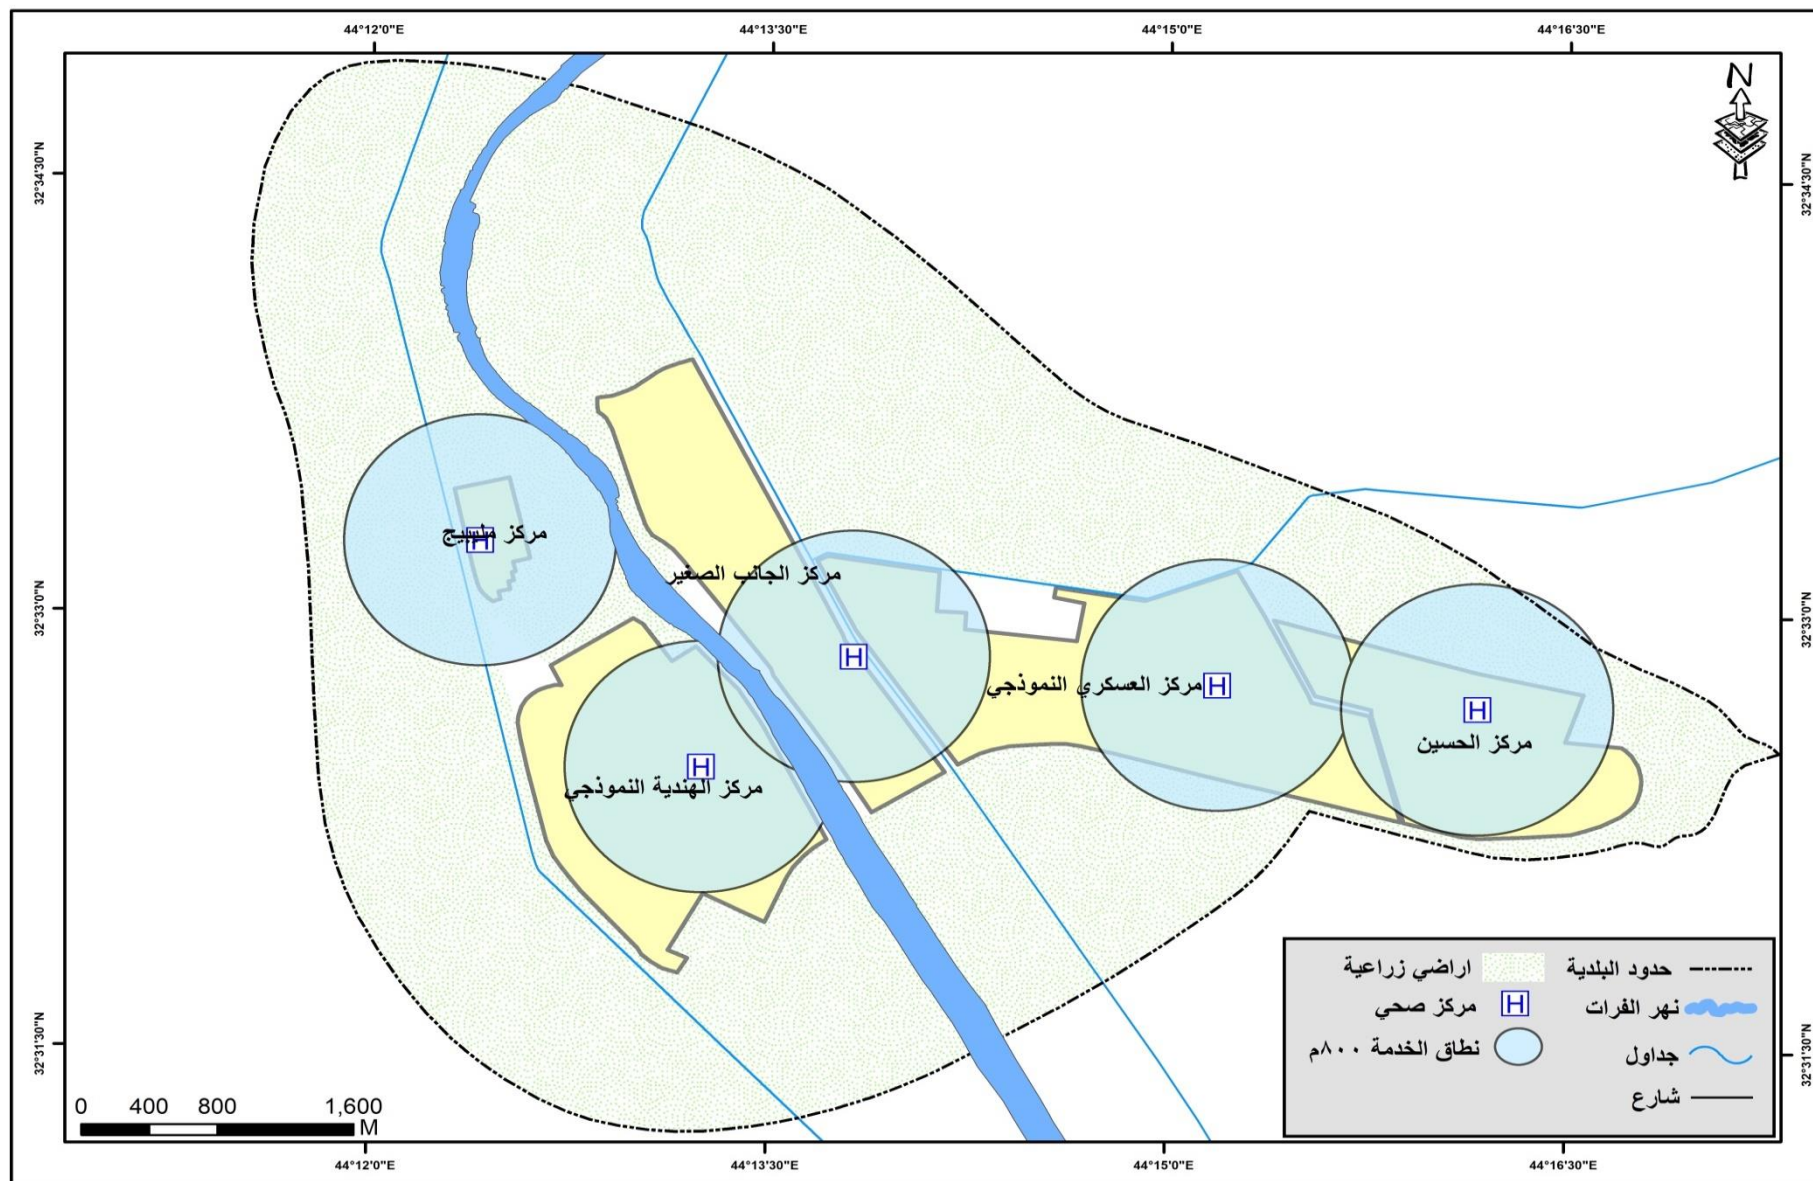 44°12'0"E
44°13'30"E
44°15'0"E
44°16'30"E
N
32°34'30"N
32°34'30"N
مركز
مركز الجانب الصغير
32°33'0"N
32°33'0"N
H
H
مركز العسكري النموذجي
H
H
مركز الحسين
H
مركز الهندية النموذجي
H
حدود البلدية
اراضي زراعية
نهر الفرات
مركز صحي
H
جداول
نطاق الخدمة ٨٠٠م
شارع
32°31'30"N
32°31'30"N
0 400 800 1,600
M
44°12'0"E
44°13'30"E
44°15'0"E
44°16'30"E